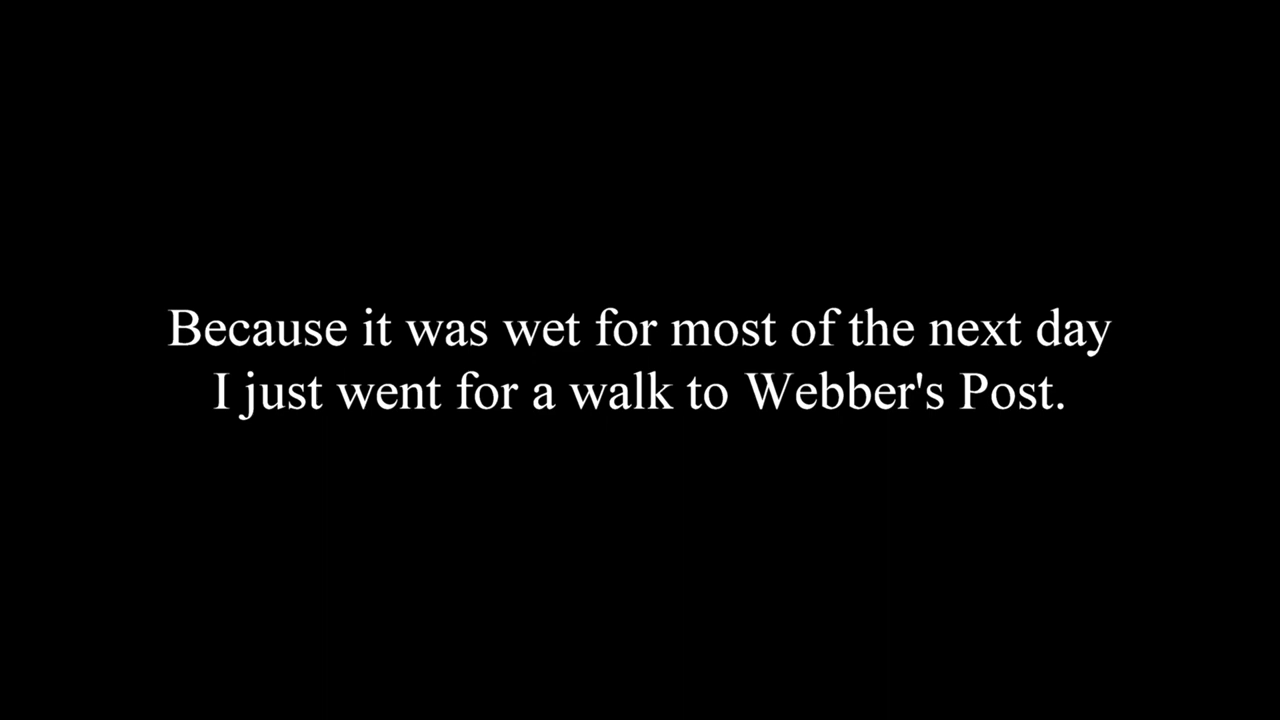 Because it was wet for most of the next day
I just went for a walk to Webber's Post.